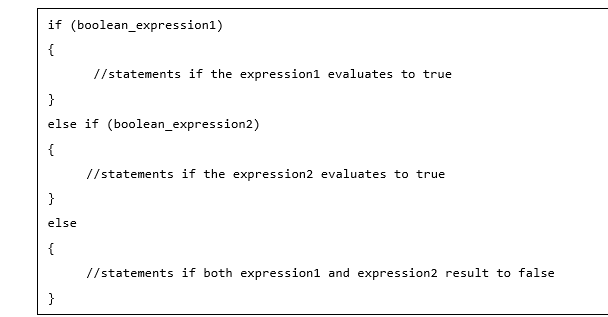 if (boolean_expression1)
{
//statements if the expression1 evaluates to true
}
else if (boolean_expression2)
{
//statements if the expression2 evaluates to true
}
else
{
//statements if both expression1 and expression2 result to false
}